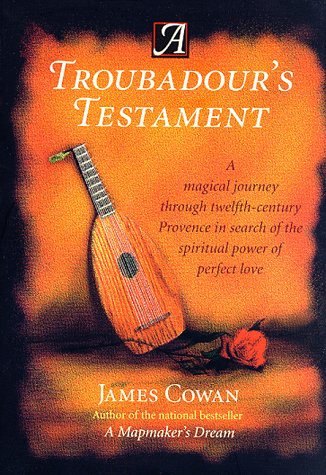 A
TROUBADOUR'S
TESTAMENT
A
magical journey
through twelfth-century
Provence in search of the
spiritual power of
perfect love
JAMES COWAN
Author of the national bestseller
A Mapmaker's Dream